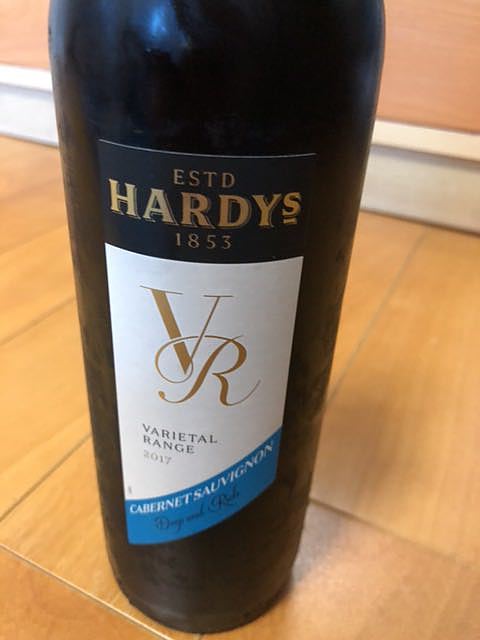 ESTD
HARDYS
1853
VR
VARIETAL
RANGE
2017
CABERNET SAUVIGNON
Deep and Rich